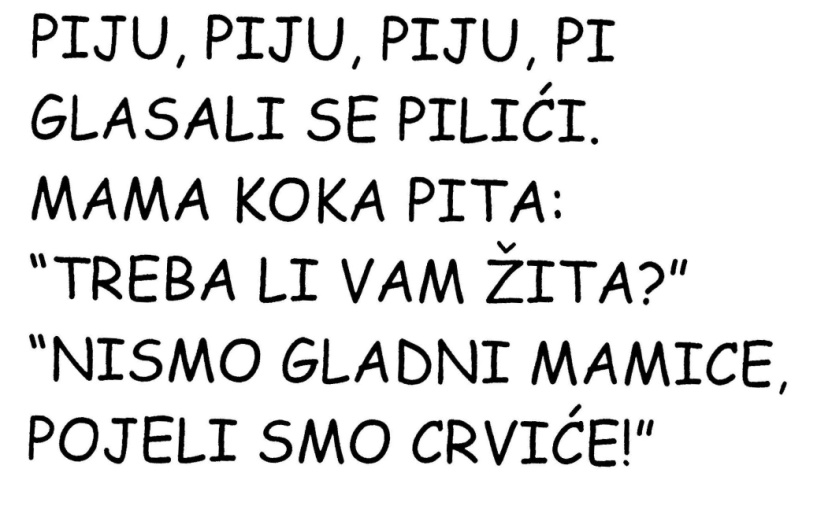 PIJU, PIJU, PIJU, PI
GLASALI SE PILIĆI.
MAMA KOKA PITA:
"TREBA LI VAM ŽITA?"
"NISMO GLADNI MAMICE,
POJELI SMO CRVIĆE!"